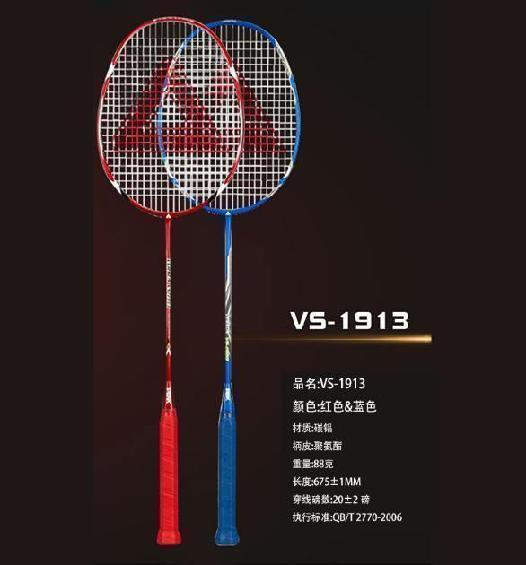 VS-1913
品名:VS-1913
颜色:红色&蓝色
材质:碳铝
柄皮:聚氨酯
重量:88克
长度:675±1MM
穿线磅数:20±2 磅
执行标准:QB/T 2770-2006